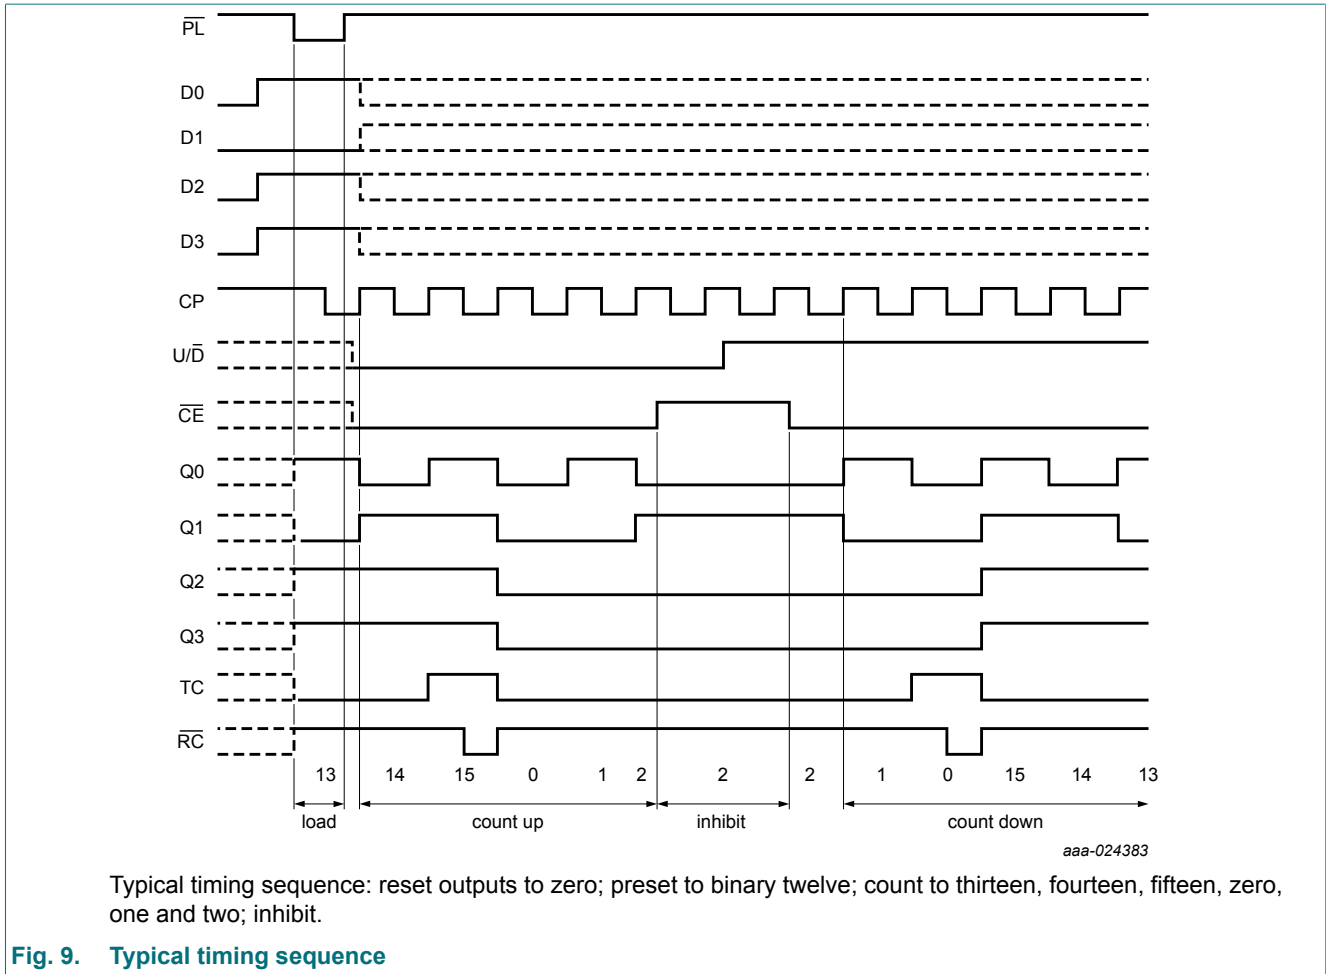 P̅L̅
D0
D1
D2
D3
CP
U/D̅
C̅E̅
Q0
Q1
Q2
Q3
TC
R̅C̅
13 14 15 0 1 2 2 2 1 0 15 14 13
load count up inhibit count down
aaa-024383
Typical timing sequence: reset outputs to zero; preset to binary twelve; count to thirteen, fourteen, fifteen, zero,
one and two; inhibit.
Fig. 9. Typical timing sequence